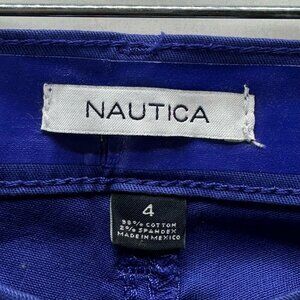 NAUTICA
4
98% COTTON
2% SPANDEX
MADE IN MEXICO